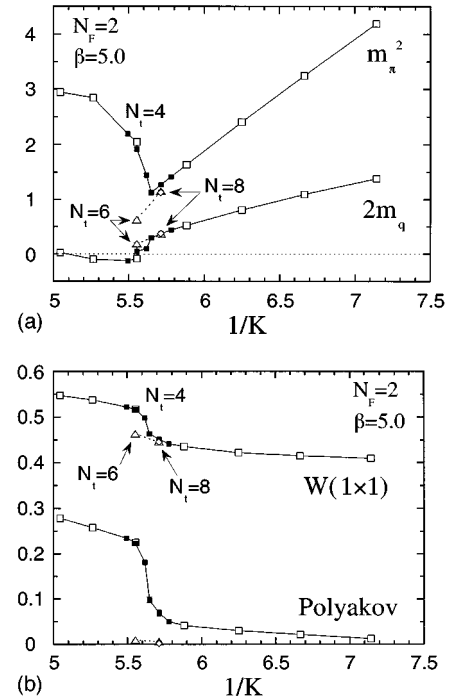 N_F=2
β=5.0
m_π^2
N_t=4
N_t=8
N_t=6
2m_q
4
3
2
1
0
5 5.5 6 6.5 7 7.5
(a) 1/K
0.6
0.5
0.4
0.3
0.2
0.1
0
N_F=2
β=5.0
N_t=4
N_t=6
N_t=8
W(1×1)
Polyakov
5 5.5 6 6.5 7 7.5
(b) 1/K